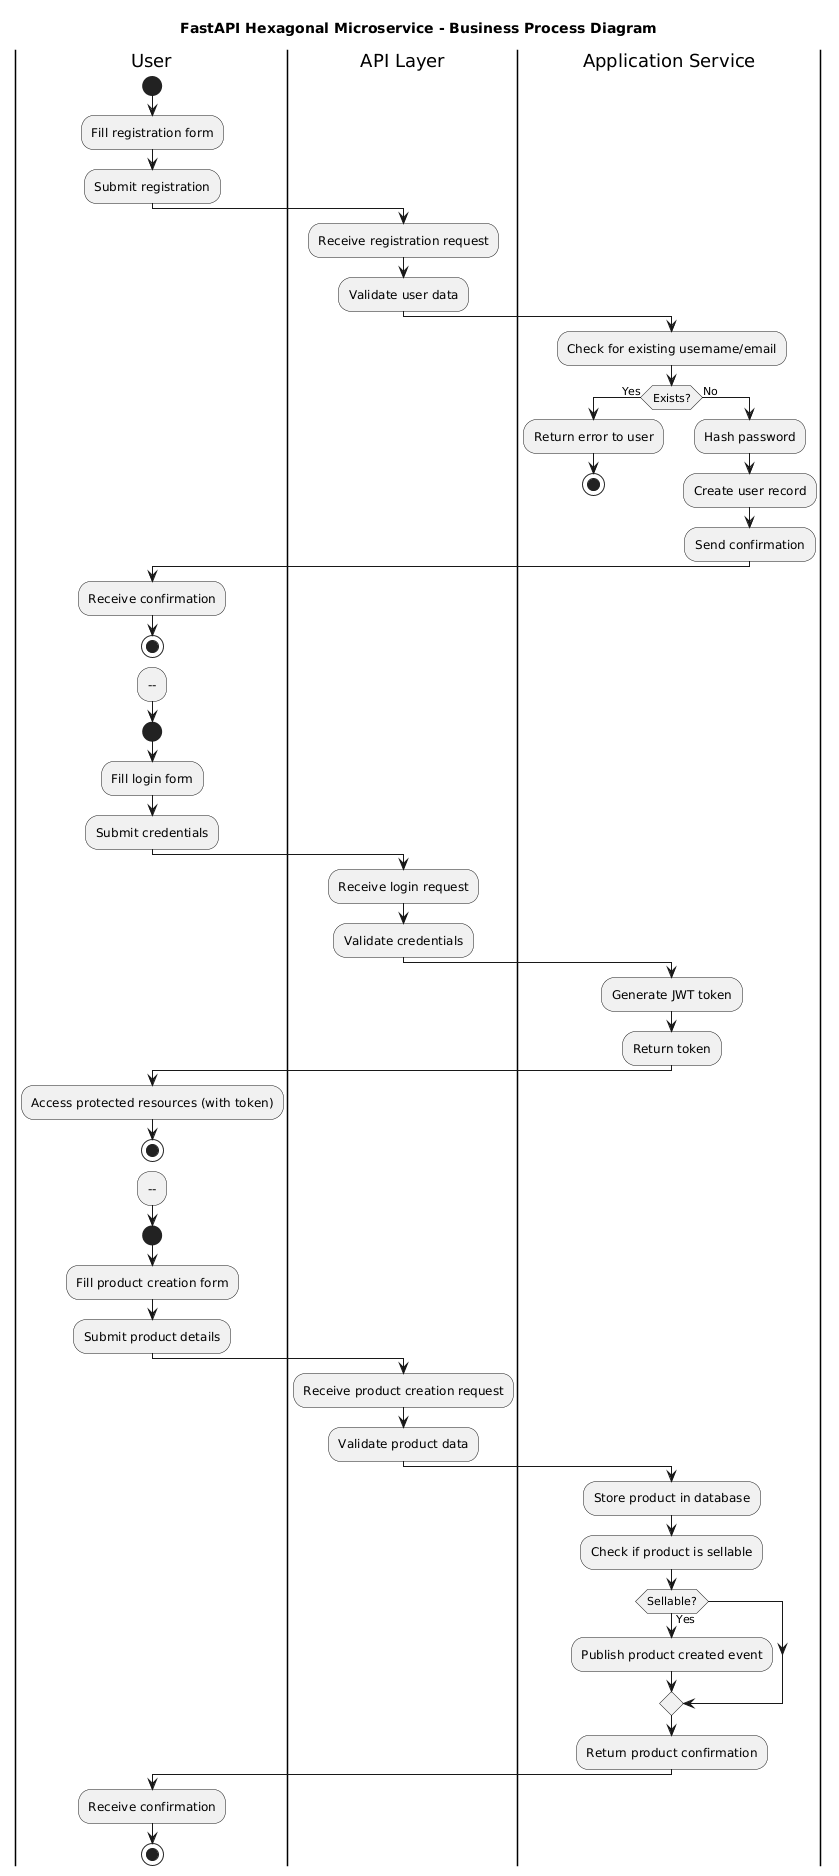 FastAPI Hexagonal Microservice - Business Process Diagram
User
API Layer
Application Service
Fill registration form
Submit registration
Receive registration request
Validate user data
Check for existing username/email
Exists?
Yes
No
Return error to user
Hash password
Create user record
Send confirmation
Receive confirmation
--
Fill login form
Submit credentials
Receive login request
Validate credentials
Generate JWT token
Return token
Access protected resources (with token)
--
Fill product creation form
Submit product details
Receive product creation request
Validate product data
Store product in database
Check if product is sellable
Sellable?
Yes
Publish product created event
Return product confirmation
Receive confirmation